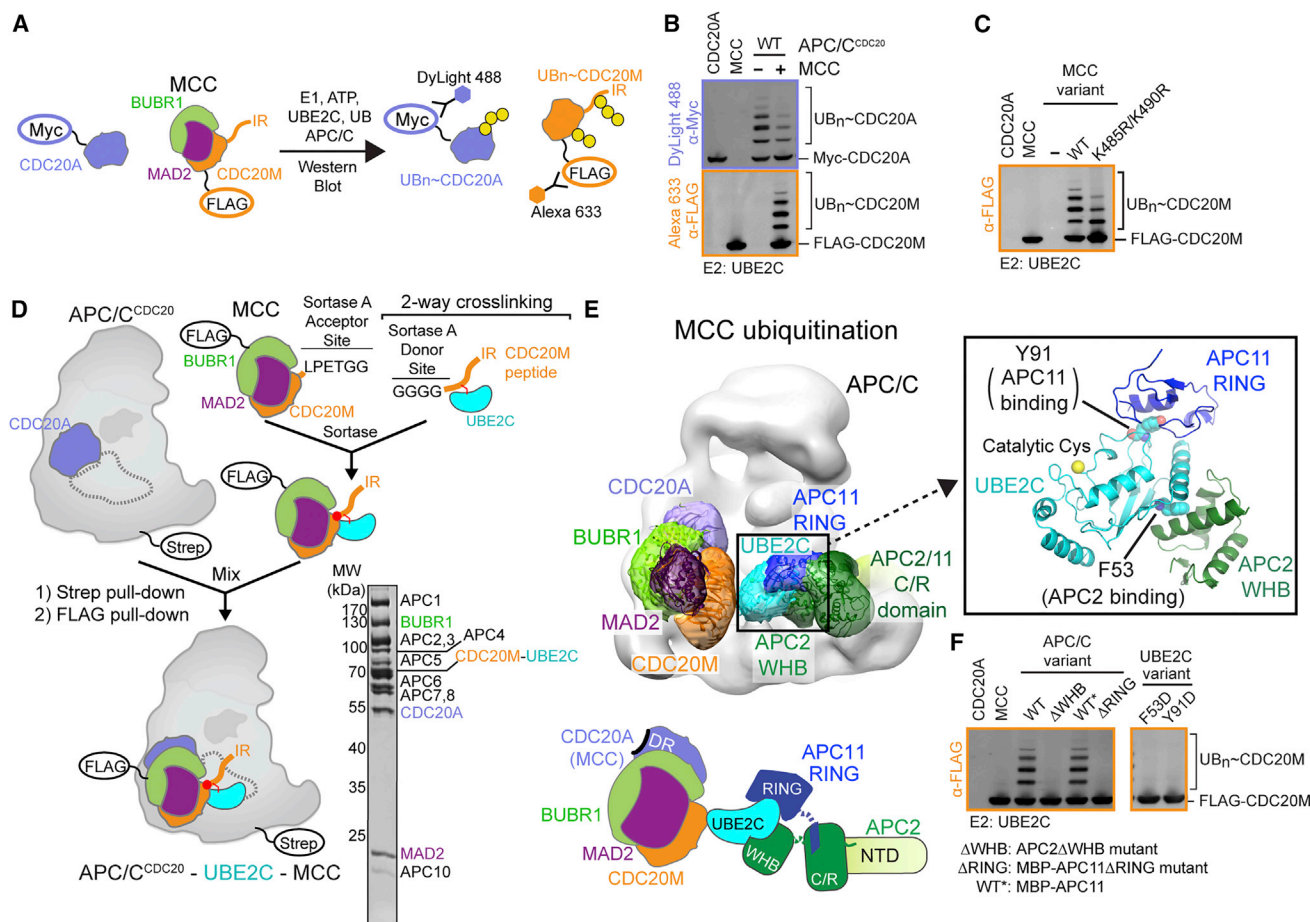 A
MCC
BUBR1
IR
Myc
CDC20A
MAD2
CDC20M
FLAG
E1, ATP,
UBE2C, UB
APC/C
Western
Blot
DyLight 488
Myc
UBn~CDC20A
UBn~CDC20M
IR
FLAG
Alexa 633
B
CDC20A
MCC
WT
APC/C^CDC20
– + MCC
DyLight 488
α-Myc
UBn~CDC20A
Myc-CDC20A
Alexa 633
α-FLAG
UBn~CDC20M
FLAG-CDC20M
E2: UBE2C
C
MCC
variant
CDC20A
MCC
–
WT
K485R/K490R
α-FLAG
UBn~CDC20M
FLAG-CDC20M
E2: UBE2C
D
APC/C^CDC20
CDC20A
Strep
MCC
FLAG
BUBR1
MAD2
CDC20M
Sortase A
Acceptor
Site
LPETGG
2-way crosslinking
Sortase A
Donor
Site
GGGG
IR
CDC20M
peptide
UBE2C
Sortase
FLAG
IR
Mix
1) Strep pull-down
2) FLAG pull-down
FLAG
IR
Strep
APC/C^CDC20 - UBE2C - MCC
MW
(kDa)
170
130
100
70
55
40
35
25
APC1
BUBR1
APC2,3
APC4
CDC20M-UBE2C
APC5
APC6
APC7,8
CDC20A
MAD2
APC10
E
MCC ubiquitination
APC/C
CDC20A
BUBR1
MAD2
CDC20M
APC11
RING
UBE2C
APC2
WHB
APC2/11
C/R
domain
Y91
(APC11
binding)
APC11
RING
Catalytic Cys
UBE2C
F53
(APC2 binding)
APC2
WHB
CDC20A
(MCC)
DR
BUBR1
MAD2
CDC20M
APC11
RING
RING
UBE2C
WHB
C/R
APC2
NTD
F
APC/C
variant
UBE2C
variant
CDC20A
MCC
WT
ΔWHB
WT*
ΔRING
F53D
Y91D
α-FLAG
UBn~CDC20M
FLAG-CDC20M
E2: UBE2C
ΔWHB: APC2ΔWHB mutant
ΔRING: MBP-APC11ΔRING mutant
WT*: MBP-APC11